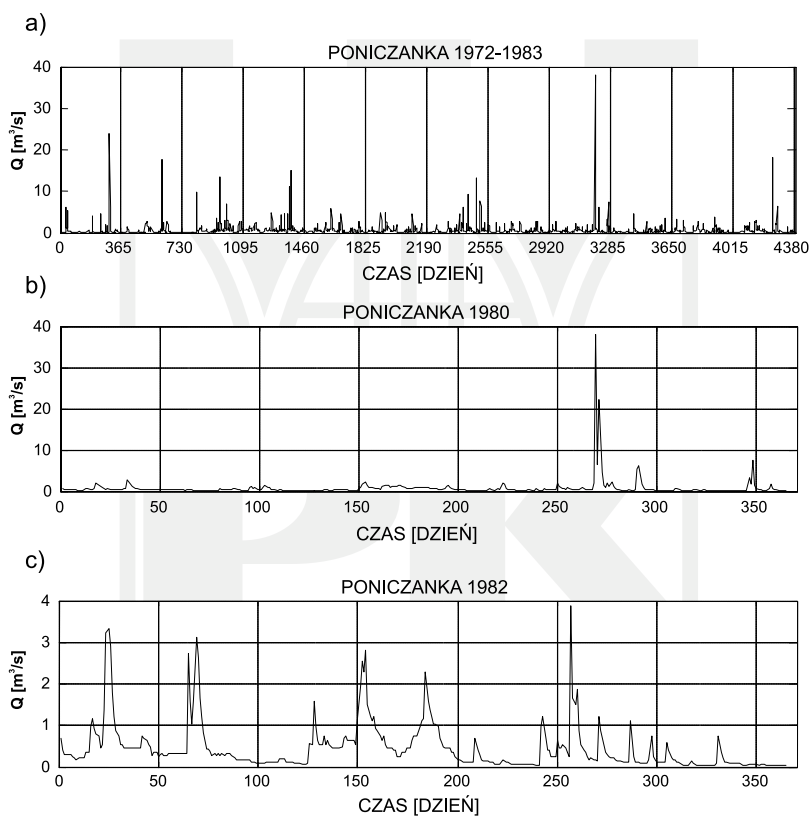 a)
PONICZANKA 1972-1983
Q [m³/s]
40
30
20
10
0
0 365 730 1095 1460 1825 2190 2555 2920 3285 3650 4015 4380
CZAS [DZIEŃ]
b)
PONICZANKA 1980
Q [m³/s]
40
30
20
10
0
0 50 100 150 200 250 300 350
CZAS [DZIEŃ]
c)
PONICZANKA 1982
Q [m³/s]
4
3
2
1
0
0 50 100 150 200 250 300 350
CZAS [DZIEŃ]